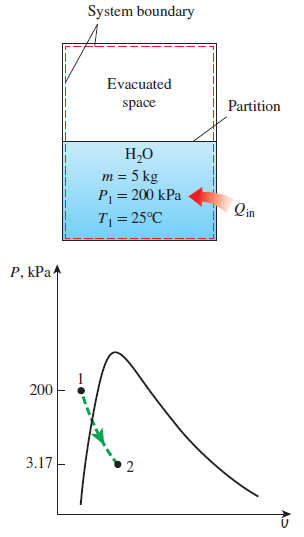 System boundary
Evacuated
space
Partition
H₂O
m = 5 kg
P₁ = 200 kPa
T₁ = 25°C
Qin
P, kPa
1
200
3.17
2
υ